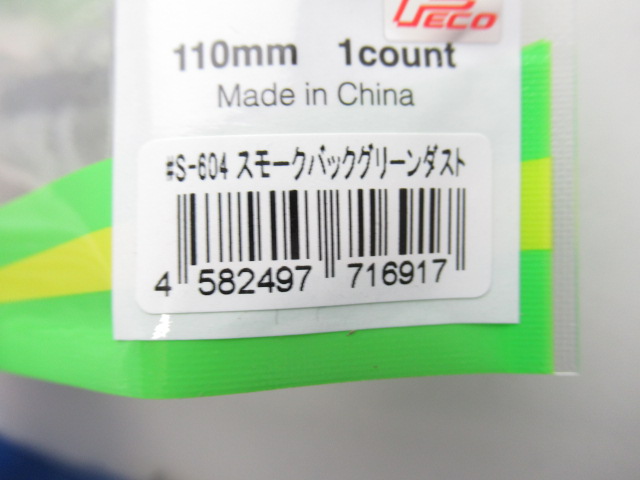 PECO
110mm 1count
Made in China
#S-604 スモークバックグリーンダスト
4 582497 716917